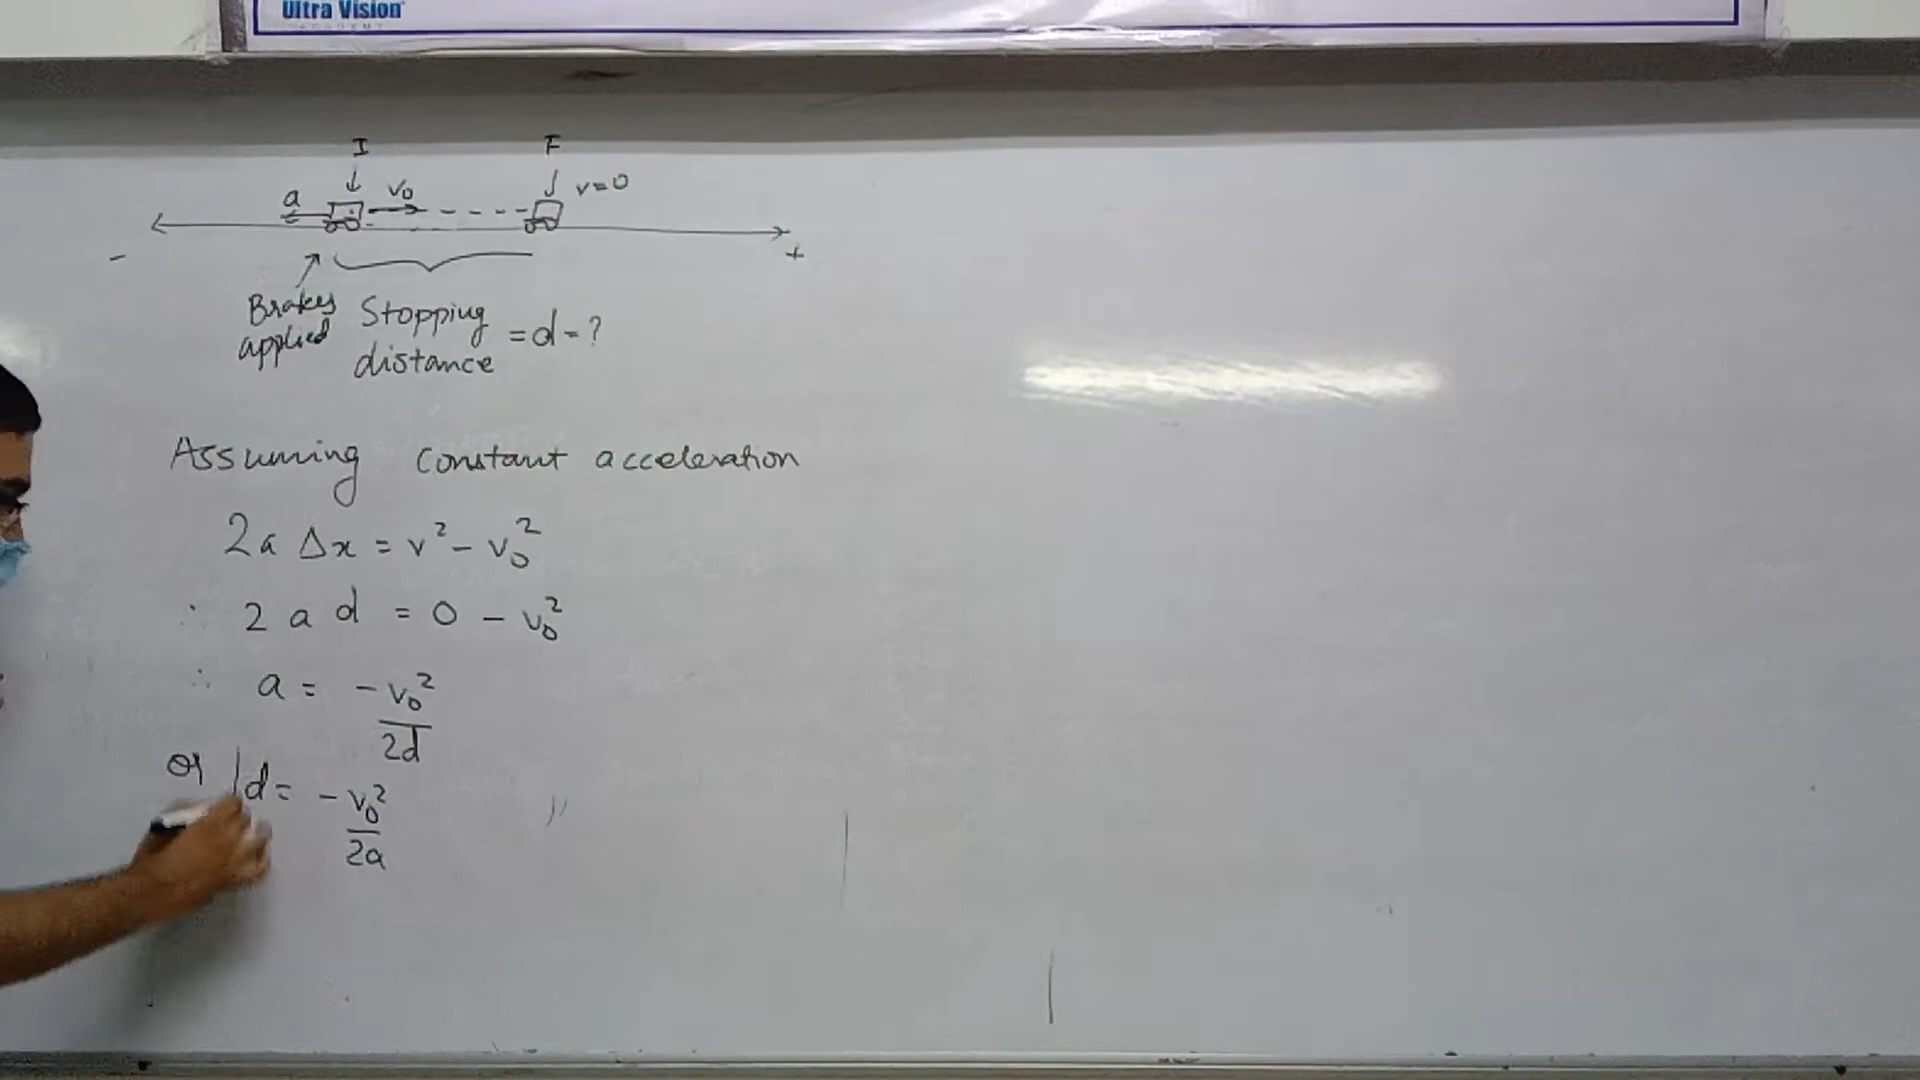 Ultra Vision
ACADEMY
I F
a v₀ v=0
- +
Brakes applied
Stopping distance = d = ?
Assuming constant acceleration
2a Δx = v² - v₀²
∴ 2 a d = 0 - v₀²
∴ a = -v₀²/2d
or d = -v₀²/2a